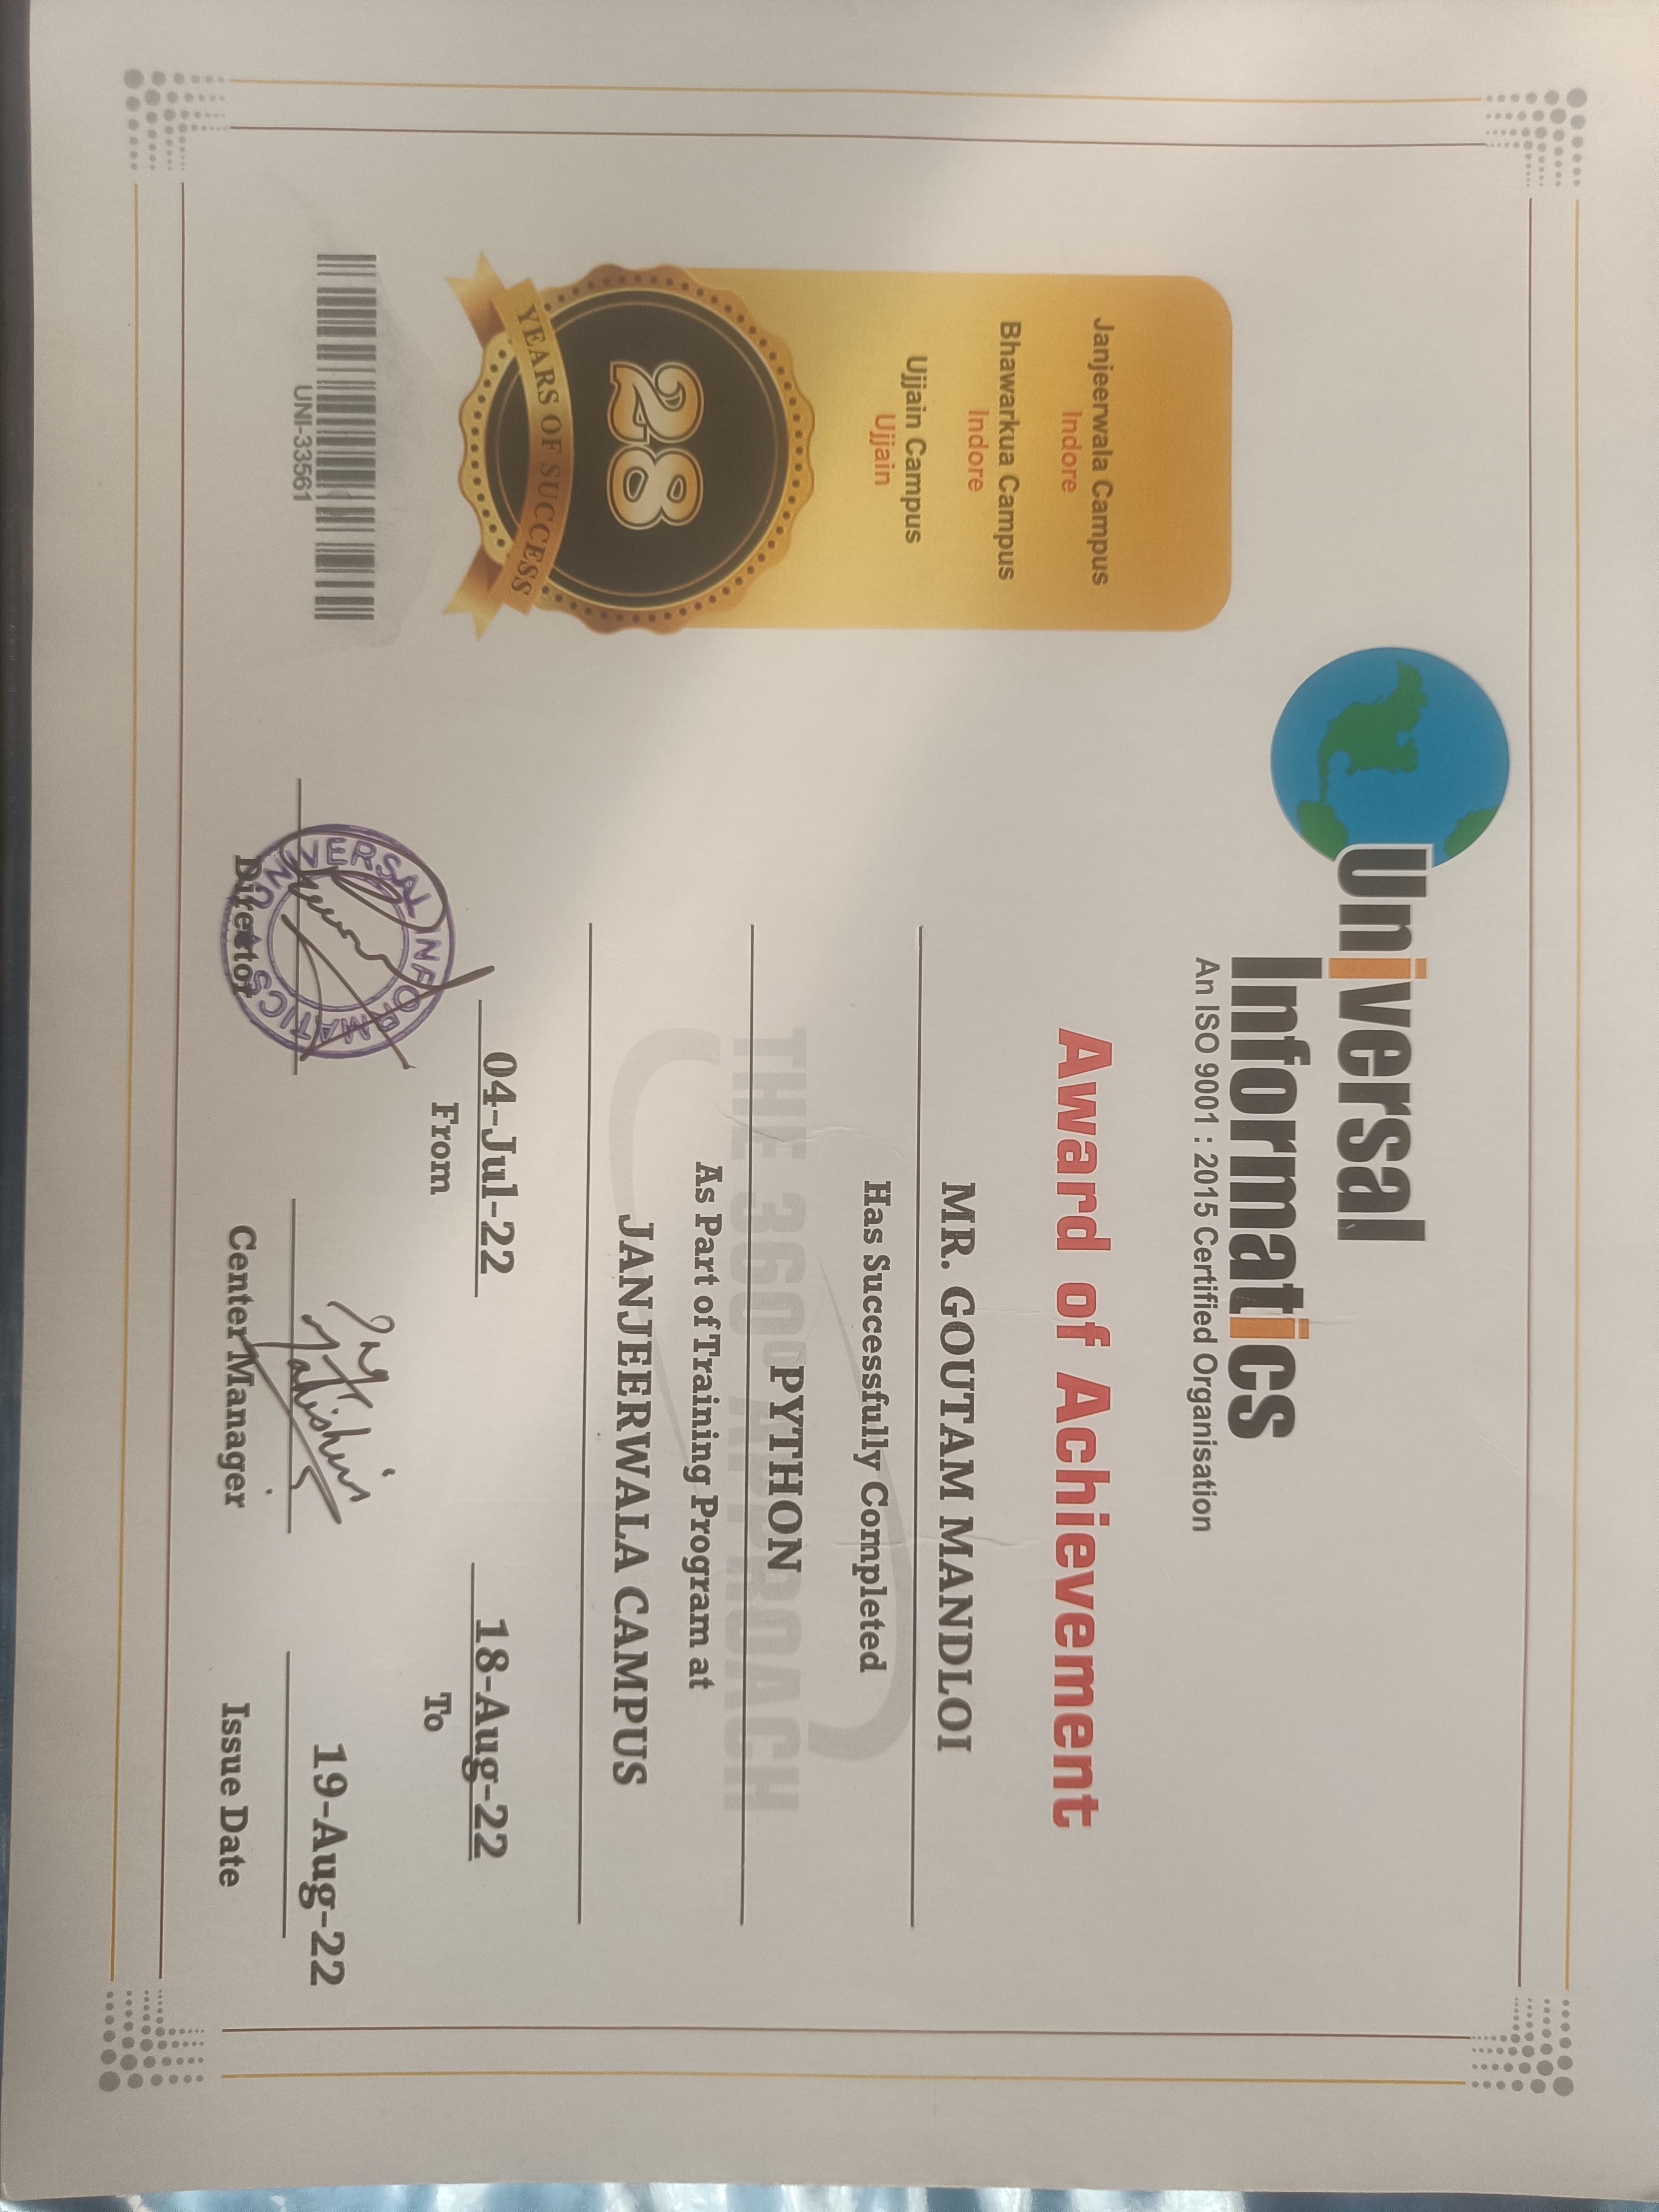 Universal
Informatics
An ISO 9001 : 2015 Certified Organisation
Janjeerwala Campus
Indore
Bhawarkua Campus
Indore
Ujjain Campus
Ujjain
28
YEARS OF SUCCESS
UNI-33561
Award of Achievement
MR. GOUTAM MANDLOI
Has Successfully Completed
THE 360° APPROACH
PYTHON
As Part of Training Program at
JANJEERWALA CAMPUS
04-Jul-22
From
18-Aug-22
To
UNIVERSAL INFORMATICS
Director
Center Manager
19-Aug-22
Issue Date